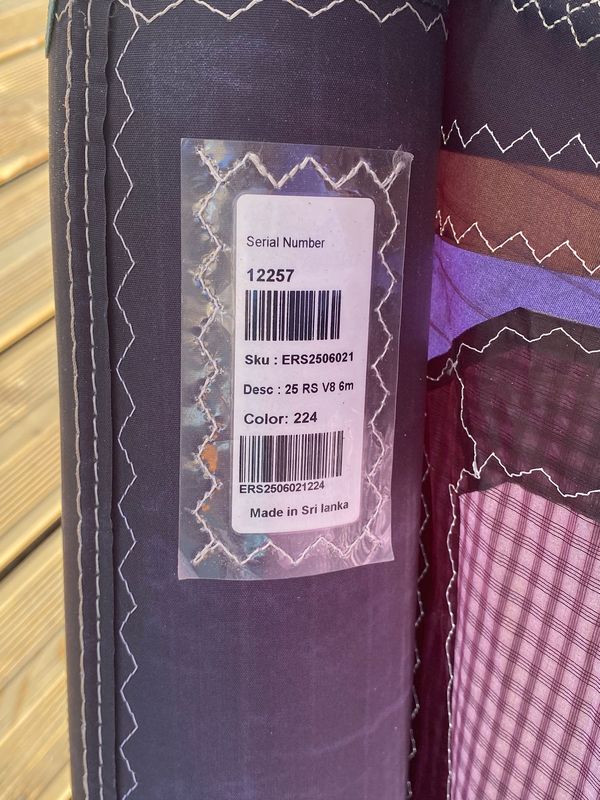 Serial Number
12257
Sku : ERS2506021
Desc : 25 RS V8 6m
Color: 224
ERS2506021224
Made in Sri lanka